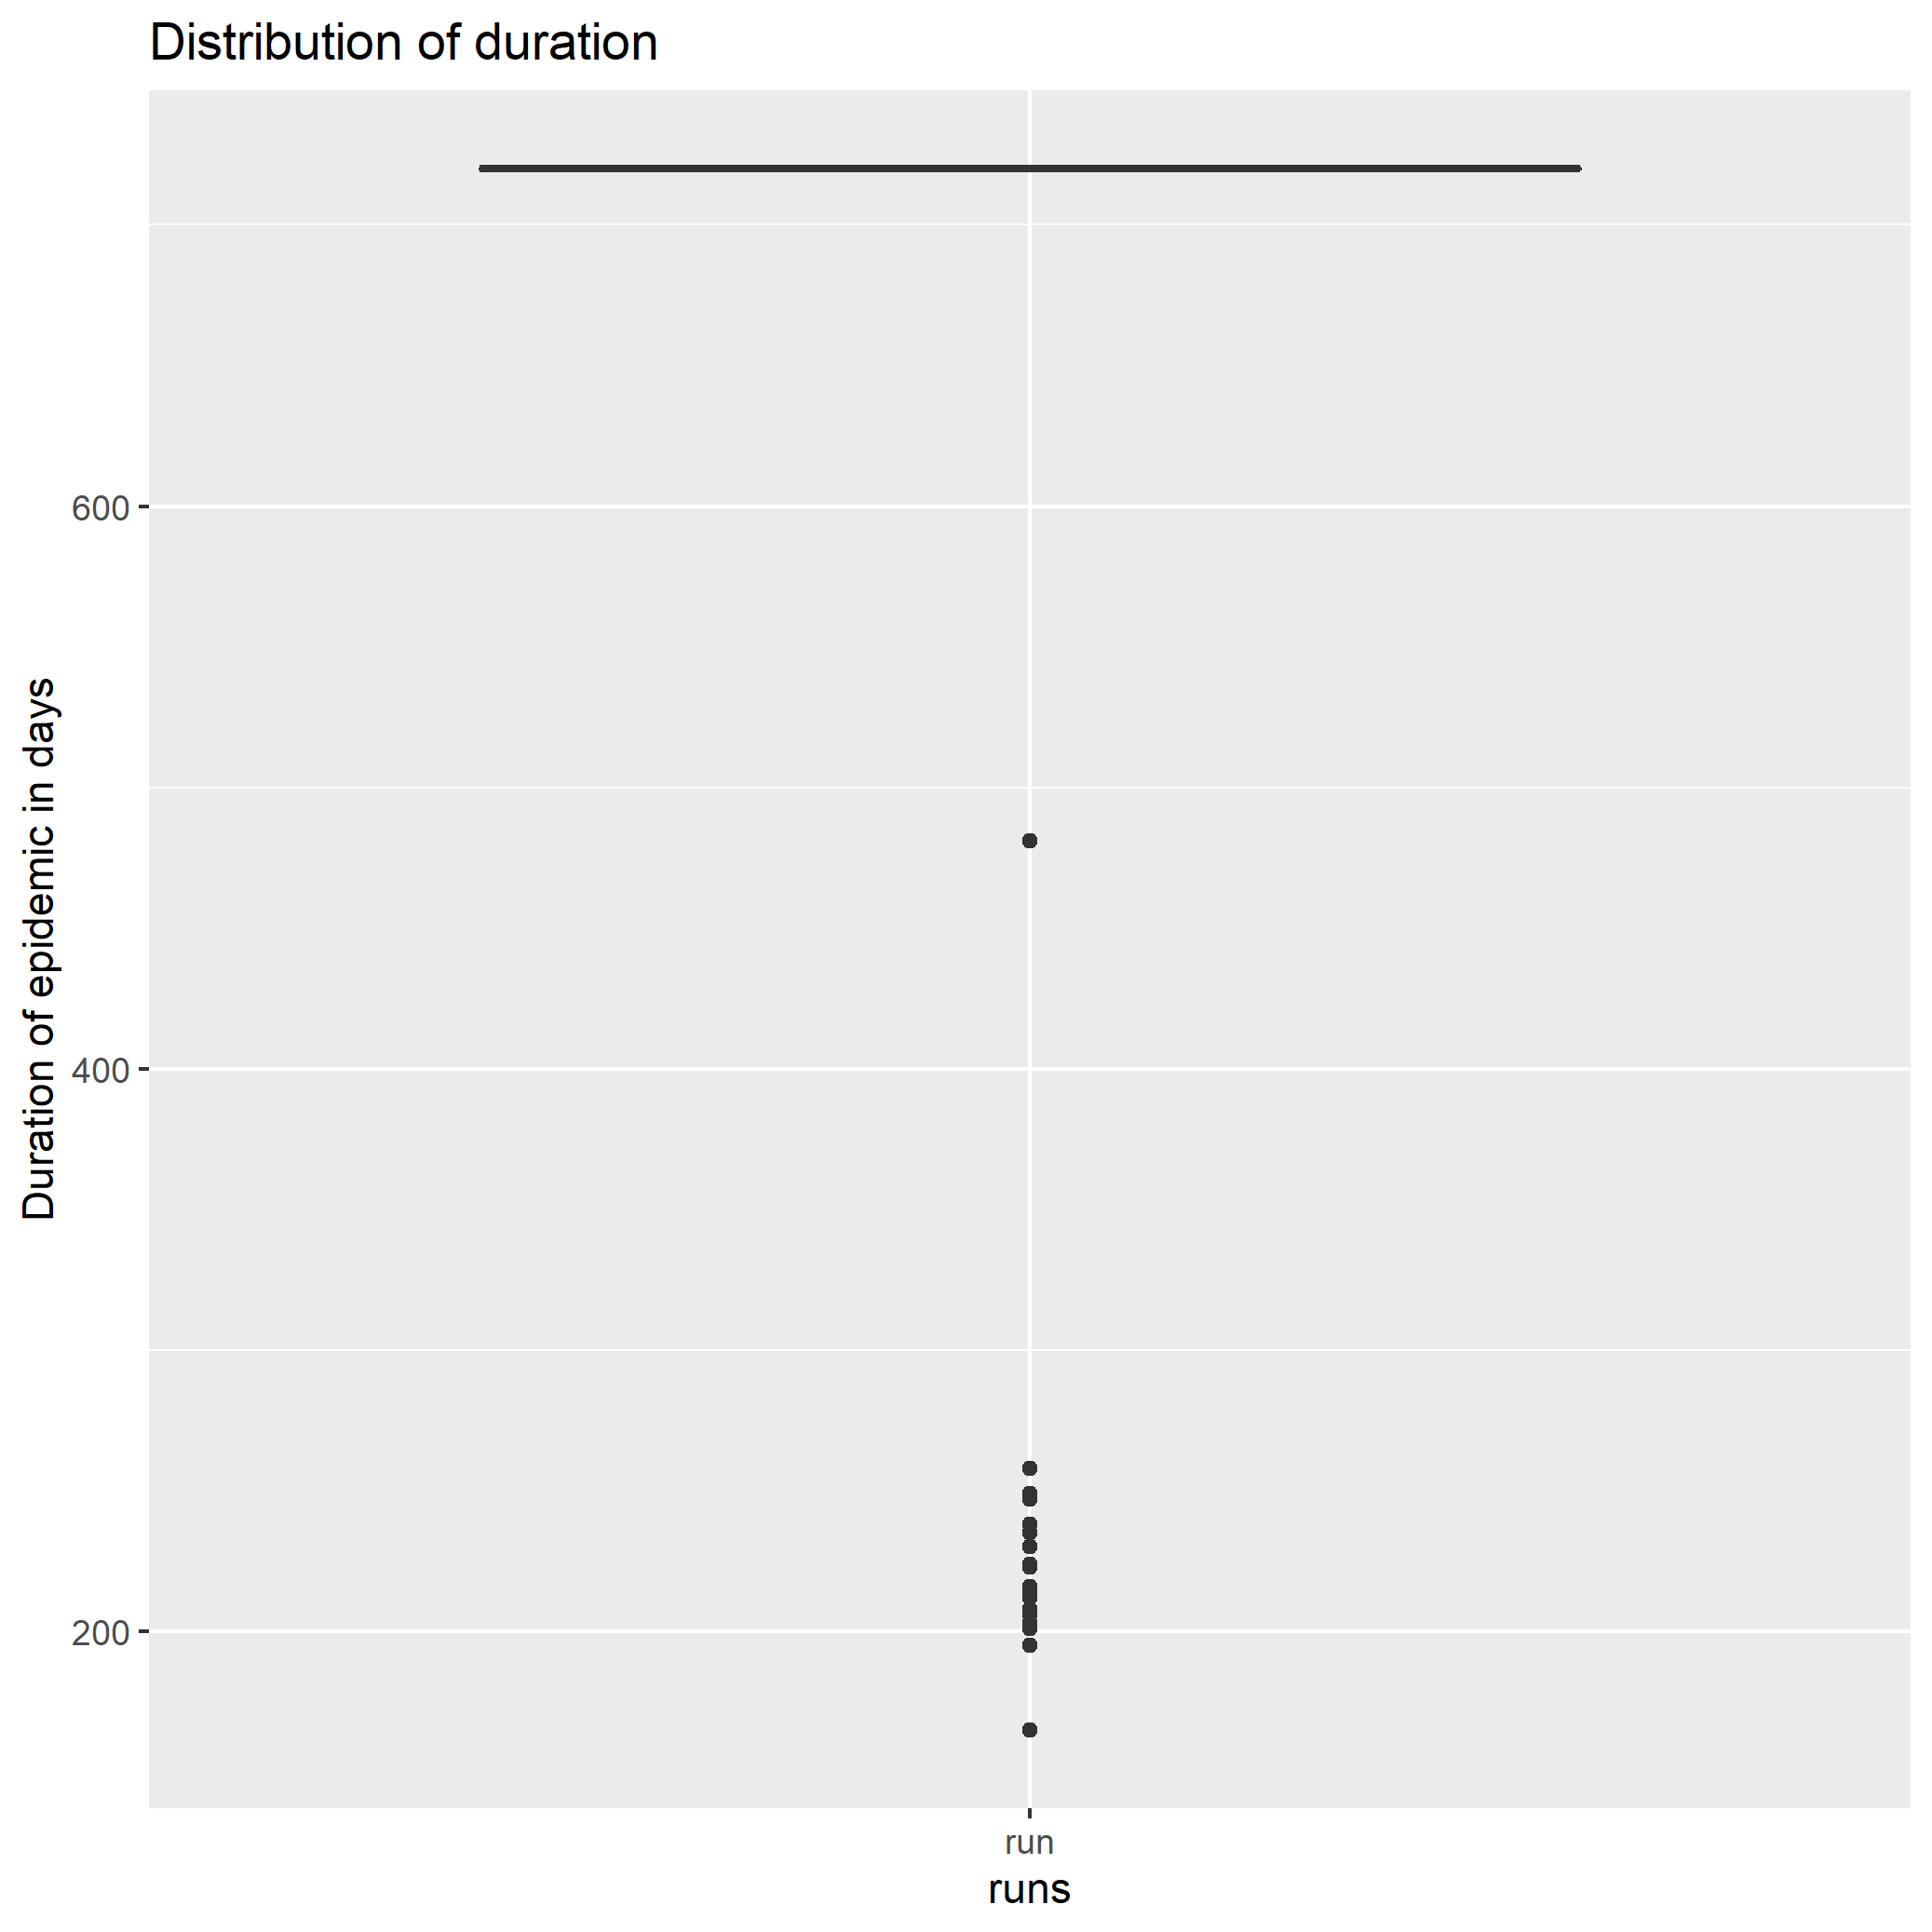 Distribution of duration
Duration of epidemic in days
600
400
200
run
runs